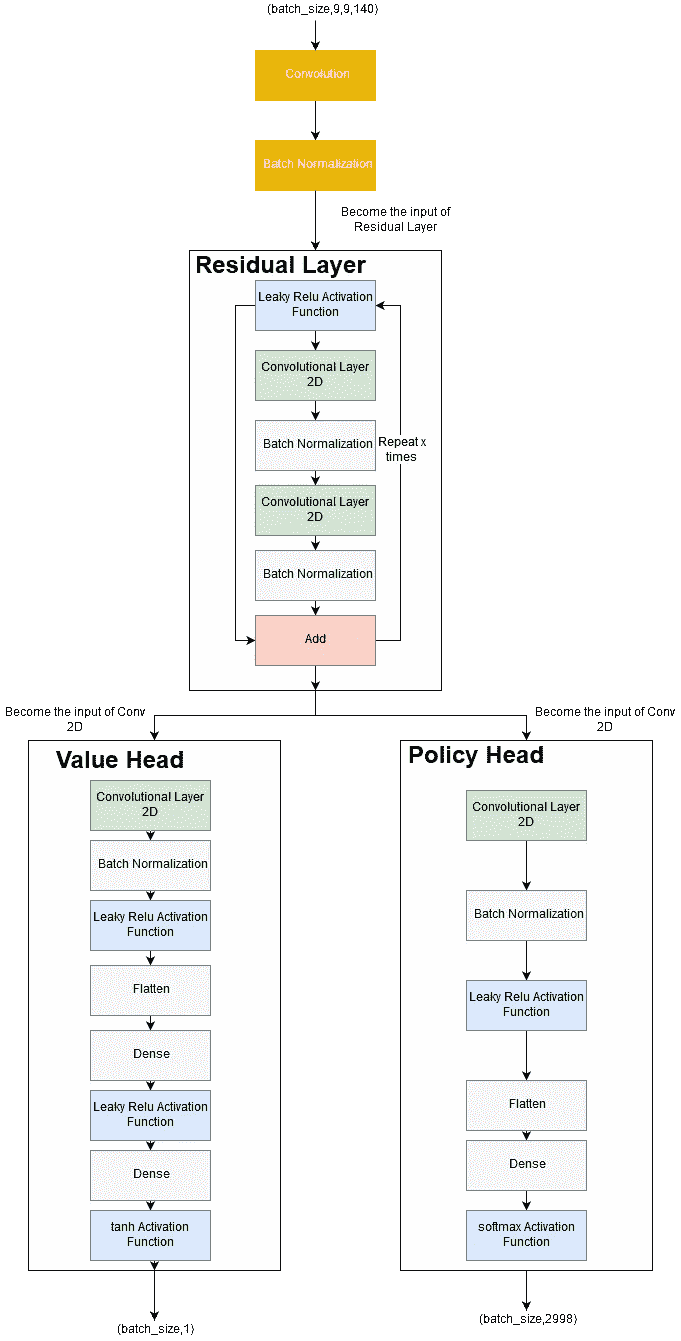 (batch_size,9,9,140)
Convolution
Batch Normalization
Become the input of
Residual Layer
Residual Layer
Leaky Relu Activation
Function
Convolutional Layer
2D
Batch Normalization
Repeat x
times
Convolutional Layer
2D
Batch Normalization
Add
Become the input of Conv
2D
Value Head
Convolutional Layer
2D
Batch Normalization
Leaky Relu Activation
Function
Flatten
Dense
Leaky Relu Activation
Function
Dense
tanh Activation
Function
(batch_size,1)
Become the input of Conv
2D
Policy Head
Convolutional Layer
2D
Batch Normalization
Leaky Relu Activation
Function
Flatten
Dense
softmax Activation
Function
(batch_size,2998)